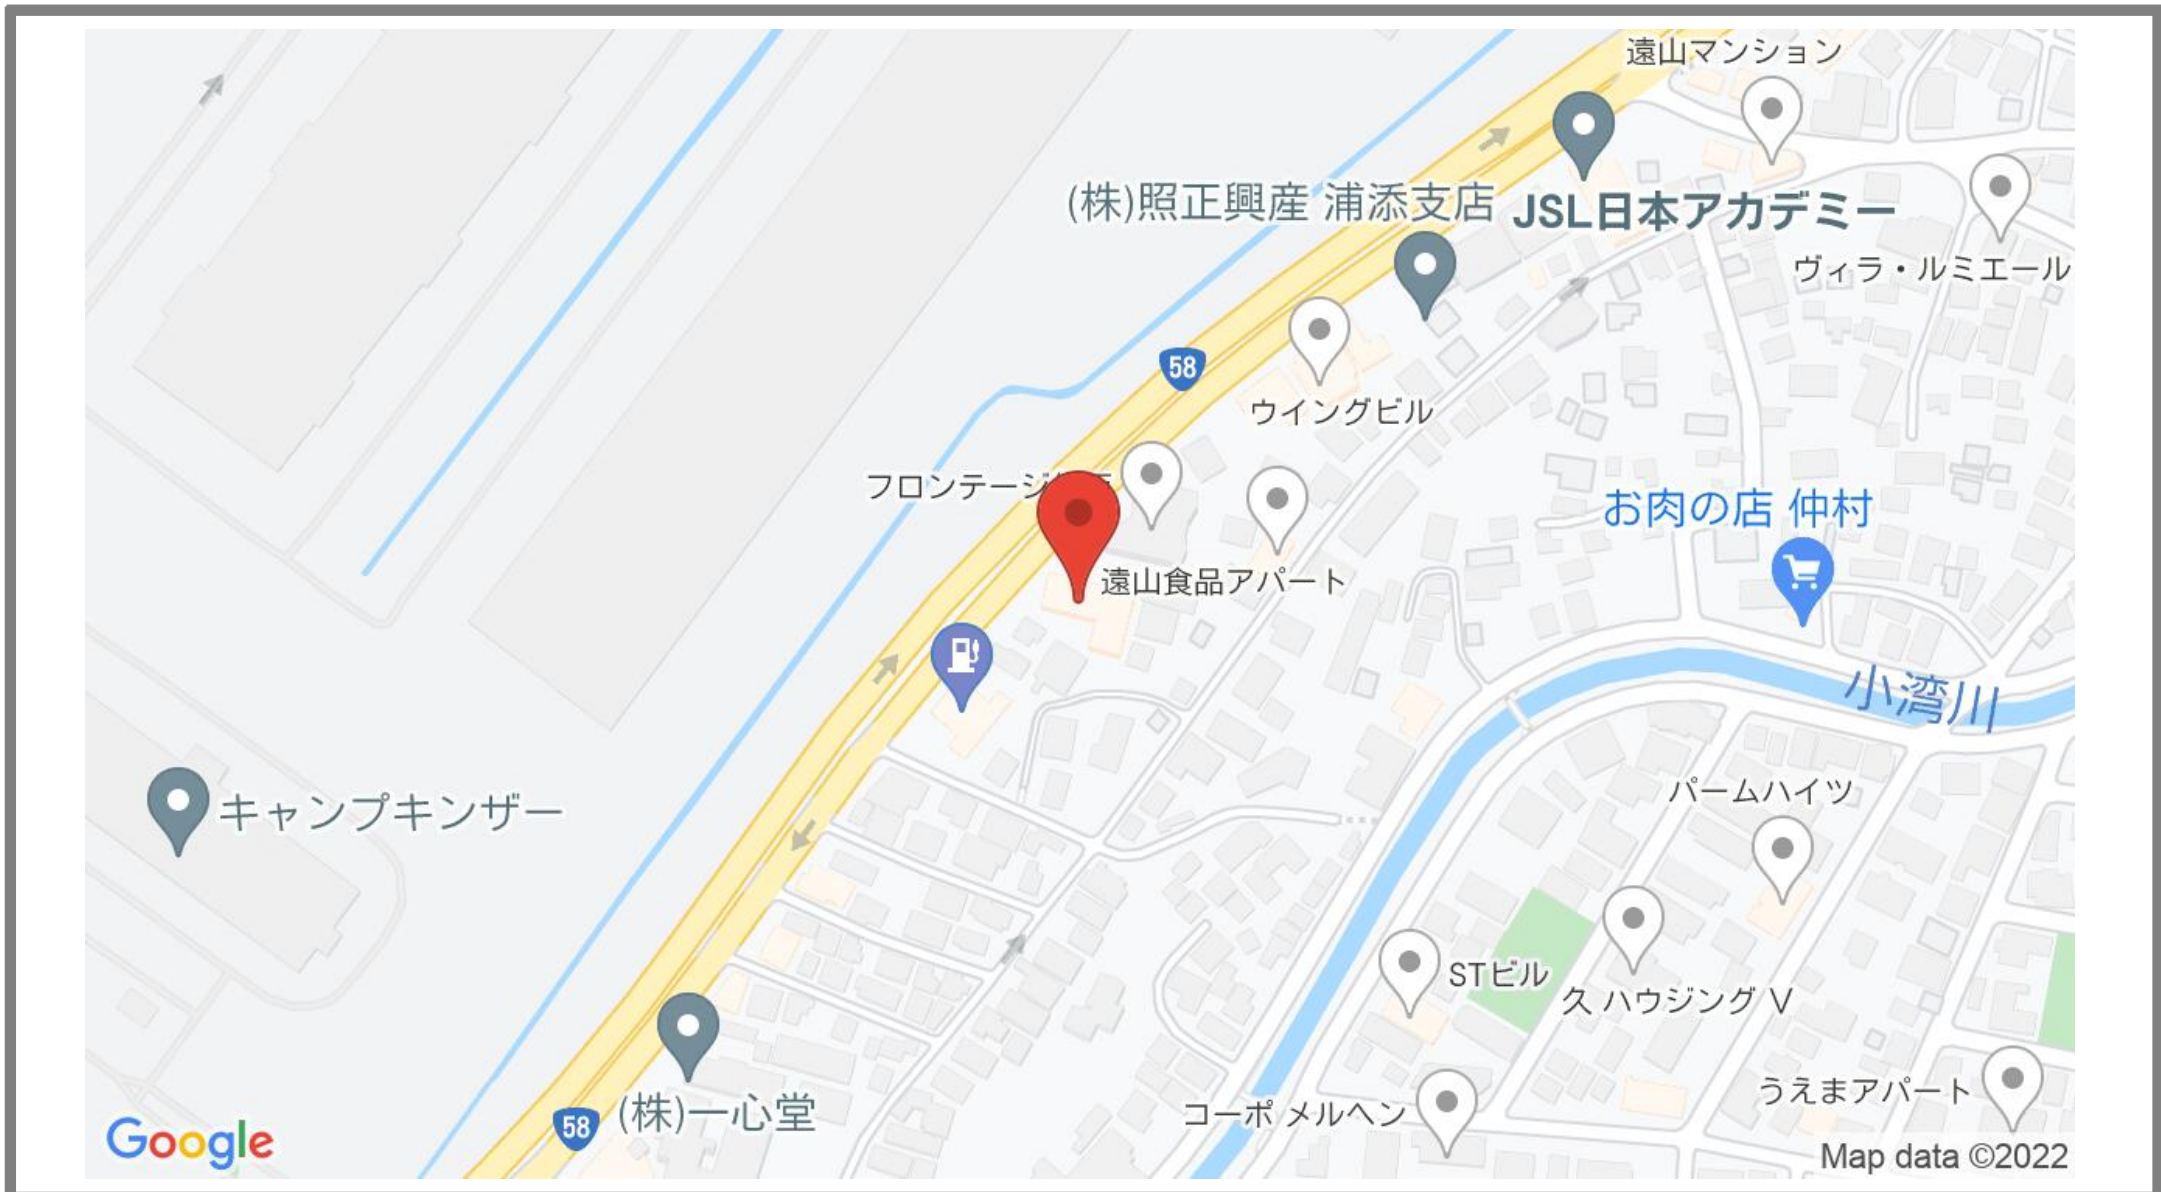 遠山マンション
(株)照正興産 浦添支店
JSL日本アカデミー
ヴィラ・ルミエール
58
ウイングビル
フロンテージ
お肉の店 仲村
遠山食品アパート
小湾川
パームハイツ
キャンプキンザー
STビル
久 ハウジング V
うえまアパート
(株)一心堂
コーポ メルヘン
58
Google
Map data ©2022